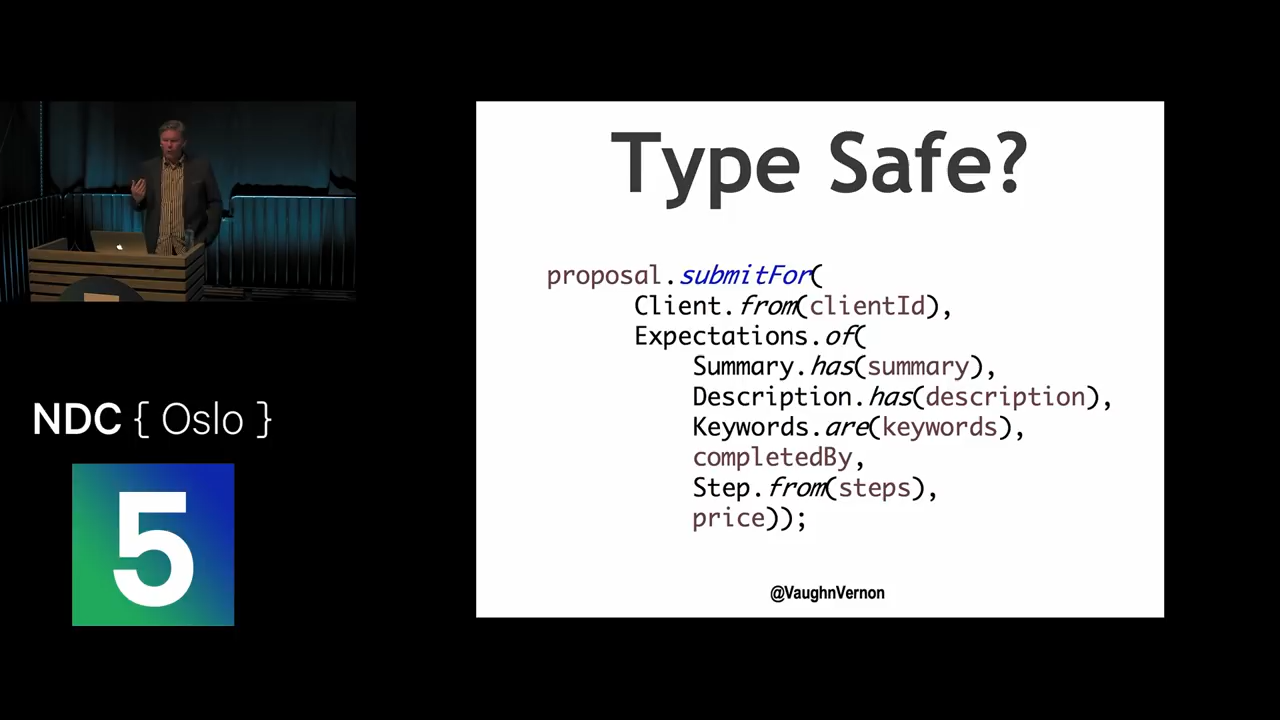 Type Safe?
proposal.submitFor(
Client.from(clientId),
Expectations.of(
Summary.has(summary),
Description.has(description),
Keywords.are(keywords),
completedBy,
Step.from(steps),
price));
@VaughnVernon
NDC { Oslo }
5